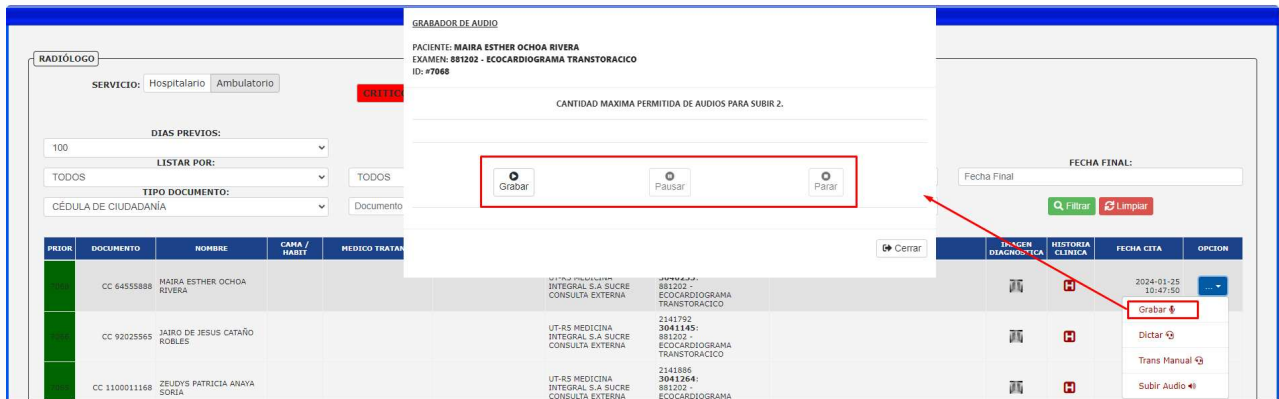 GRABADOR DE AUDIO
PACIENTE: MAIRA ESTHER OCHOA RIVERA
EXAMEN: 881202 - ECOCARDIOGRAMA TRANSTORACICO
ID: #7068
CANTIDAD MAXIMA PERMITIDA DE AUDIOS PARA SUBIR 2.
Grabar Pausar Parar
Cerrar
RADIÓLOGO
SERVICIO: Hospitalario Ambulatorio
DIAS PREVIOS:
100
LISTAR POR:
FECHA FINAL:
TODOS TODOS Fecha Final
TIPO DOCUMENTO:
CÉDULA DE CIUDADANÍA Documento Filtrar Limpiar
PRIOR DOCUMENTO NOMBRE CAMA / HABIT MEDICO TRATAN IMAGEN DIAGNOSTICA HISTORIA CLINICA FECHA CITA OPCION
CC 64555888 MAIRA ESTHER OCHOA RIVERA
UT-R5 MEDICINA INTEGRAL S.A SUCRE CONSULTA EXTERNA
881202 - ECOCARDIOGRAMA TRANSTORACICO
2024-01-25 10:47:50 ...
Grabar
CC 92025565 JAIRO DE JESUS CATAÑO ROBLES
UT-R5 MEDICINA INTEGRAL S.A SUCRE CONSULTA EXTERNA
2141792
3041145:
881202 - ECOCARDIOGRAMA TRANSTORACICO
Dictar
Trans Manual
CC 1100011168 ZEUDYS PATRICIA ANAYA SORIA
UT-R5 MEDICINA INTEGRAL S.A SUCRE CONSULTA EXTERNA
2141886
3041264:
881202 - ECOCARDIOGRAMA
Subir Audio